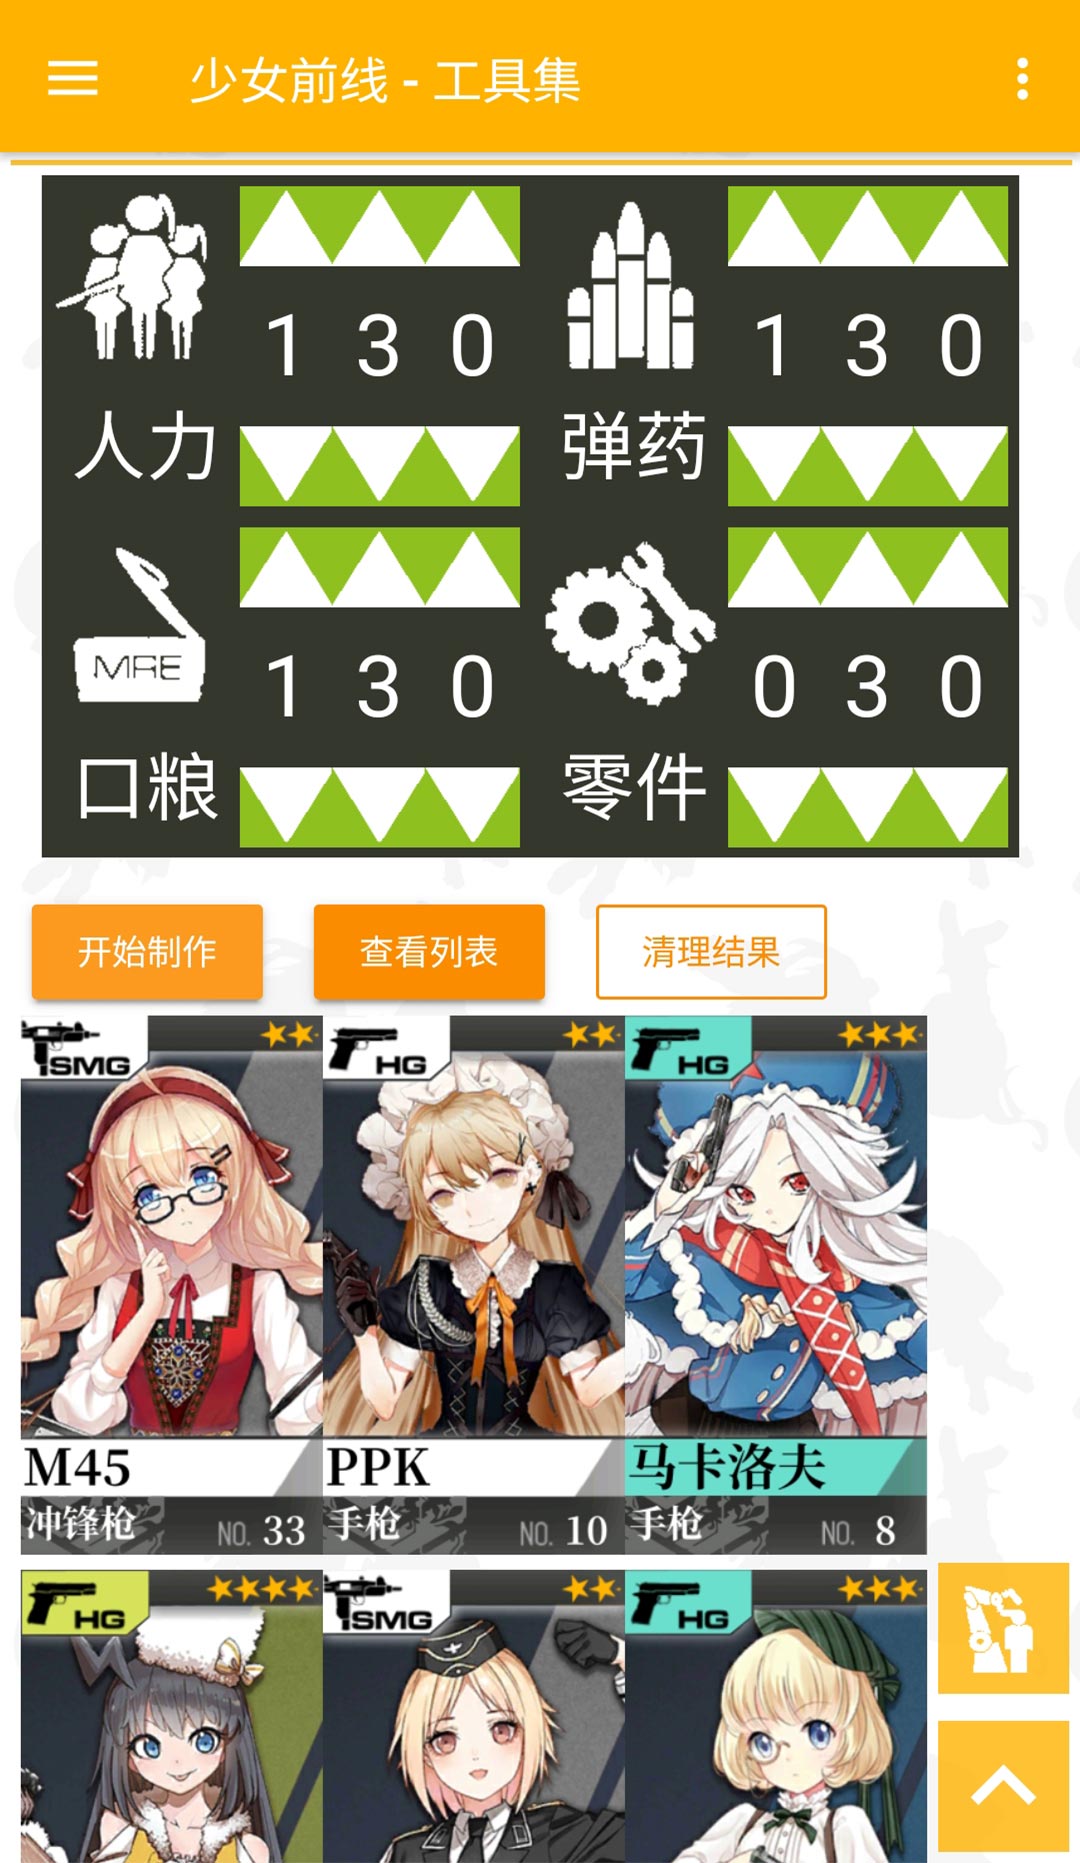 少女前线 - 工具集
1 3 0
1 3 0
人力
弹药
MRE
1 3 0
0 3 0
口粮
零件
开始制作 查看列表 清理结果
SMG HG HG
M45 PPK 马卡洛夫
冲锋枪 NO. 33 手枪 NO. 10 手枪 NO. 8
HG SMG HG